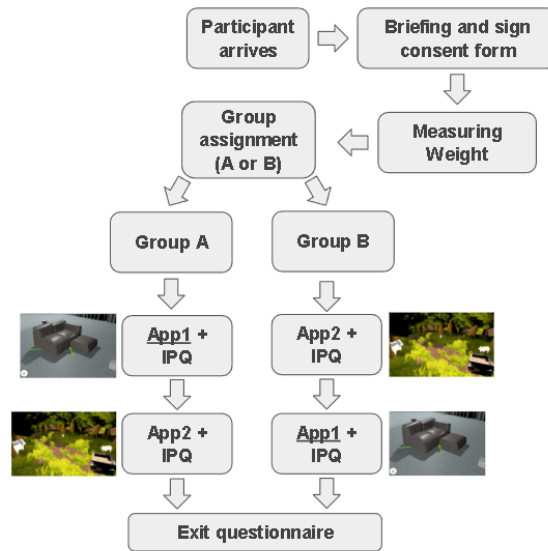 Participant
arrives
Briefing and sign
consent form
Measuring
Weight
Group
assignment
(A or B)
Group A
Group B
App1 +
IPQ
App2 +
IPQ
App2 +
IPQ
App1 +
IPQ
Exit questionnaire